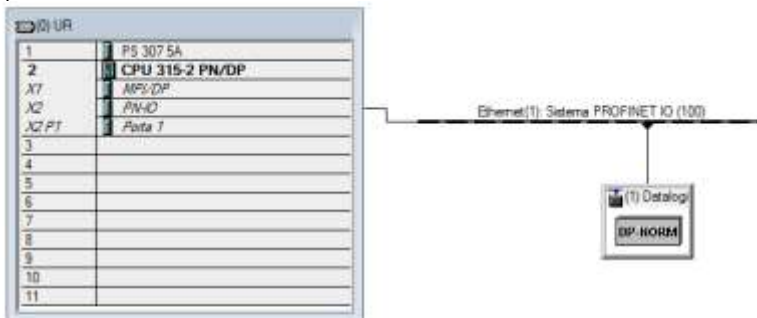 (0) UR
1 PS 307 5A
2 CPU 315-2 PN/DP
X1 MPI/DP
X2 PN-IO
X2 P1 Porta 1
3
4
5
6
7
8
9
10
11
Ethernet(1): Sistema PROFINET IO (100)
(1) Datalogi
DP-NORM